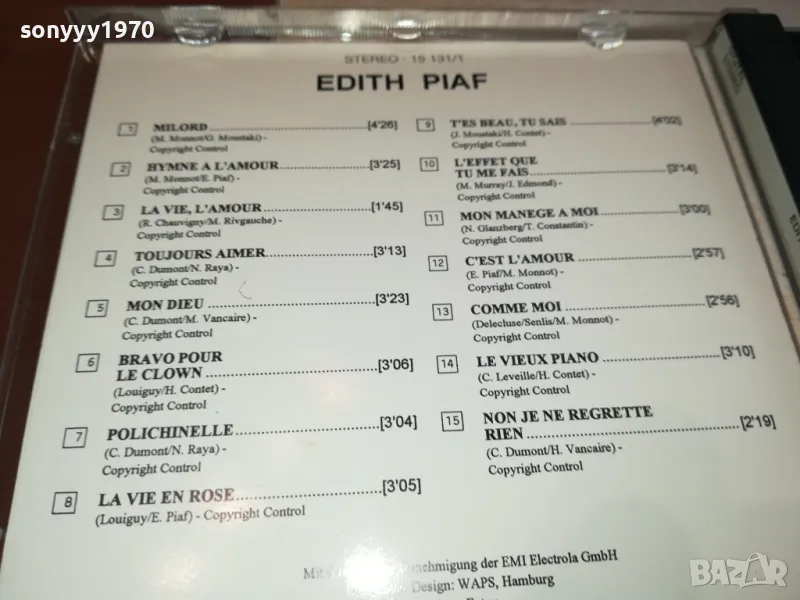 sonyyy1970
STEREO · 15 131/1
EDITH PIAF
1 MILORD [4'26]
(M. Monnot/G. Moustaki) -
Copyright Control
2 HYMNE A L'AMOUR [3'25]
(M. Monnot/E. Piaf) -
Copyright Control
3 LA VIE, L'AMOUR [1'45]
(R. Chauvigny/M. Rivgauche) -
Copyright Control
4 TOUJOURS AIMER [3'13]
(C. Dumont/N. Raya) -
Copyright Control
5 MON DIEU [3'23]
(C. Dumont/M. Vancaire) -
Copyright Control
6 BRAVO POUR
LE CLOWN [3'06]
(Louiguy/H. Contet) -
Copyright Control
7 POLICHINELLE [3'04]
(C. Dumont/N. Raya) -
Copyright Control
8 LA VIE EN ROSE [3'05]
(Louiguy/E. Piaf) - Copyright Control
9 T'ES BEAU, TU SAIS [4'02]
(J. Moustaki/H. Contet) -
Copyright Control
10 L'EFFET QUE
TU ME FAIS [3'14]
(M. Murray/J. Edmond) -
Copyright Control
11 MON MANEGE A MOI [3'00]
(N. Glanzberg/T. Constantin) -
Copyright Control
12 C'EST L'AMOUR [2'57]
(E. Piaf/M. Monnot) -
Copyright Control
13 COMME MOI [2'56]
(Delecluse/Senlis/M. Monnot) -
Copyright Control
14 LE VIEUX PIANO [3'10]
(C. Leveille/H. Contet) -
Copyright Control
15 NON JE NE REGRETTE
RIEN [2'19]
(C. Dumont/H. Vancaire) -
Copyright Control
Mit der EMI Electrola GmbH
Design: WAPS, Hamburg
BAZAR